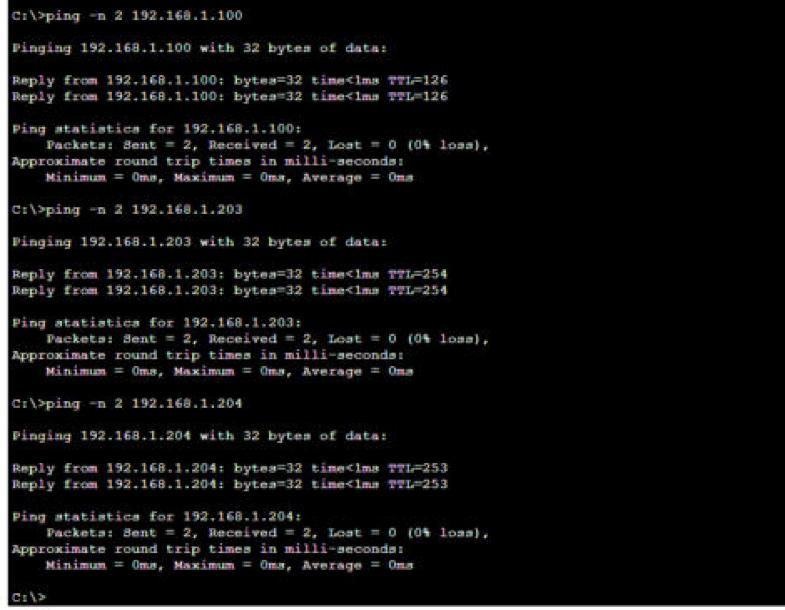 C:\>ping -n 2 192.168.1.100
Pinging 192.168.1.100 with 32 bytes of data:
Reply from 192.168.1.100: bytes=32 time<1ms TTL=126
Reply from 192.168.1.100: bytes=32 time<1ms TTL=126
Ping statistics for 192.168.1.100:
Packets: Sent = 2, Received = 2, Lost = 0 (0% loss),
Approximate round trip times in milli-seconds:
Minimum = 0ms, Maximum = 0ms, Average = 0ms
C:\>ping -n 2 192.168.1.203
Pinging 192.168.1.203 with 32 bytes of data:
Reply from 192.168.1.203: bytes=32 time<1ms TTL=254
Reply from 192.168.1.203: bytes=32 time<1ms TTL=254
Ping statistics for 192.168.1.203:
Packets: Sent = 2, Received = 2, Lost = 0 (0% loss),
Approximate round trip times in milli-seconds:
Minimum = 0ms, Maximum = 0ms, Average = 0ms
C:\>ping -n 2 192.168.1.204
Pinging 192.168.1.204 with 32 bytes of data:
Reply from 192.168.1.204: bytes=32 time<1ms TTL=253
Reply from 192.168.1.204: bytes=32 time<1ms TTL=253
Ping statistics for 192.168.1.204:
Packets: Sent = 2, Received = 2, Lost = 0 (0% loss),
Approximate round trip times in milli-seconds:
Minimum = 0ms, Maximum = 0ms, Average = 0ms
C:\>